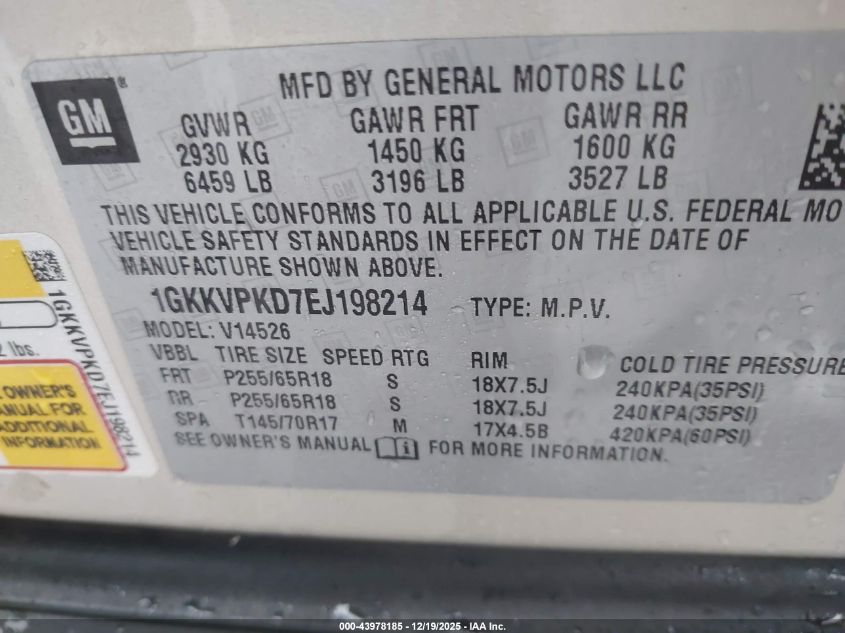 GM ®
MFD BY GENERAL MOTORS LLC
GVWR GAWR FRT GAWR RR
2930 KG 1450 KG 1600 KG
6459 LB 3196 LB 3527 LB
THIS VEHICLE CONFORMS TO ALL APPLICABLE U.S. FEDERAL MO
VEHICLE SAFETY STANDARDS IN EFFECT ON THE DATE OF
MANUFACTURE SHOWN ABOVE.
1GKKVPKD7EJ198214 TYPE: M.P.V.
MODEL: V14526
VBBL TIRE SIZE SPEED RTG RIM COLD TIRE PRESSURE
FRT P255/65R18 S 18X7.5J 240KPA(35PSI)
RR P255/65R18 S 18X7.5J 240KPA(35PSI)
SPA T145/70R17 M 17X4.5B 420KPA(60PSI)
SEE OWNER'S MANUAL FOR MORE INFORMATION.
1GKKVPKD7EJ198214
lbs.
OWNER'S
MANUAL FOR
ADDITIONAL
INFORMATION
000-43978185 - 12/19/2025 - IAA Inc.